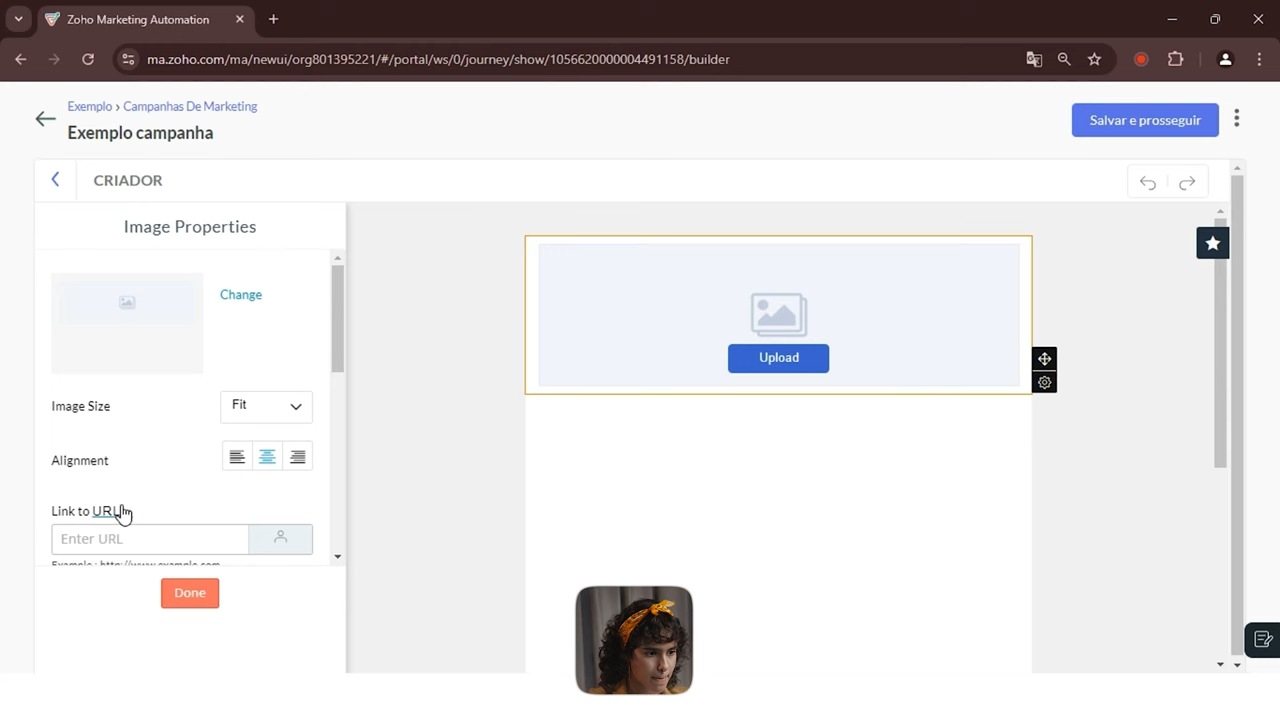 Zoho Marketing Automation
ma.zoho.com/ma/newui/org801395221/#/portal/ws/0/journey/show/1056620000004491158/builder
Exemplo › Campanhas De Marketing
Exemplo campanha
Salvar e prosseguir
CRIADOR
Image Properties
Change
Upload
Image Size
Fit
Alignment
Link to URL
Enter URL
Example : http://www.example.com
Done